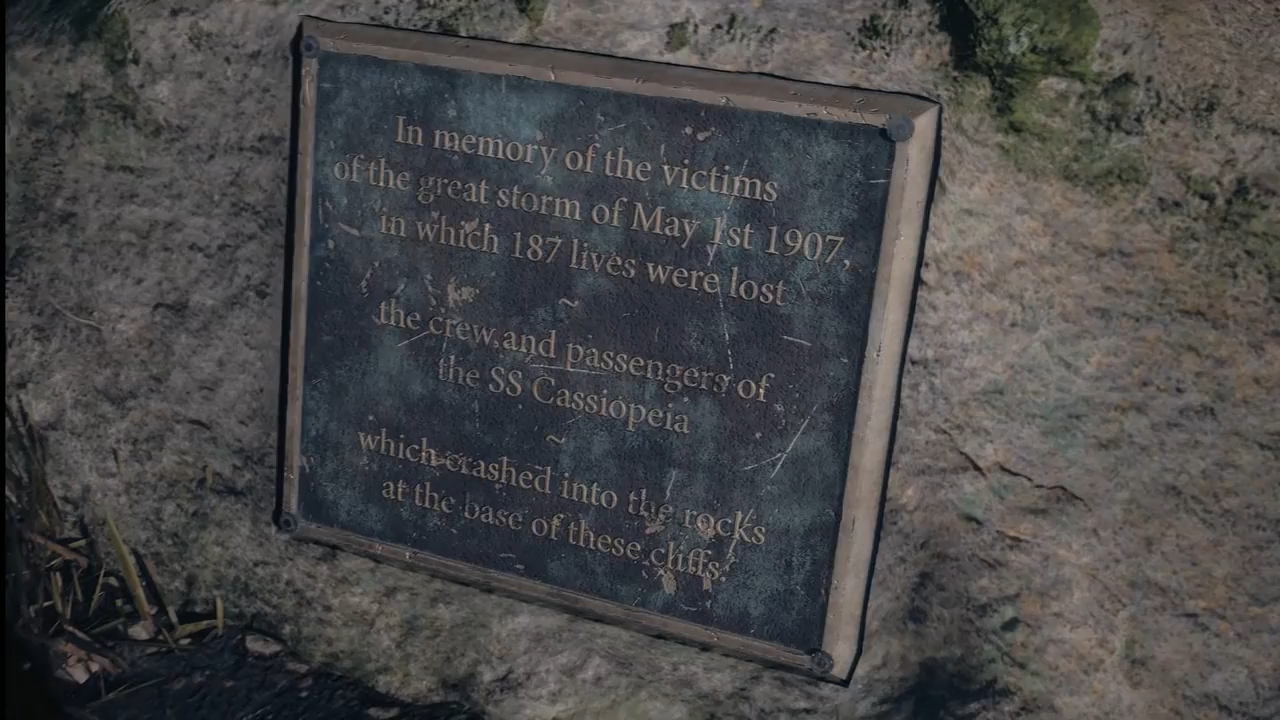 In memory of the victims
of the great storm of May 1st 1907,
in which 187 lives were lost
~
the crew and passengers of
the SS Cassiopeia
~
which crashed into the rocks
at the base of these cliffs.